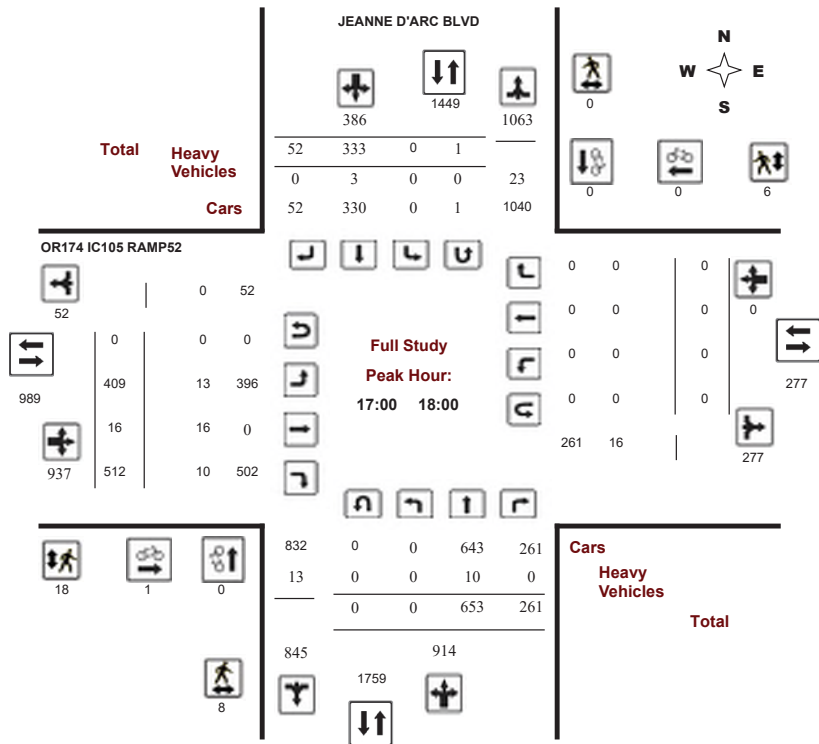 JEANNE D'ARC BLVD
N
W E
S
1449
0
386 1063
Total Heavy Vehicles
52 333 0 1
0 3 0 0 23
Cars 52 330 0 1 1040
0 0 6
OR174 IC105 RAMP52
52
0 52
0 0 0
409 13 396
16 16 0
512 10 502
989
937
Full Study
Peak Hour:
17:00 18:00
0 0 0
0 0 0
0 0 0
0 0 0
261 16
0
277
277
832 0 0 643 261
13 0 0 10 0
0 0 653 261
Cars
Heavy
Vehicles
Total
18 1 0
845 914
1759
8